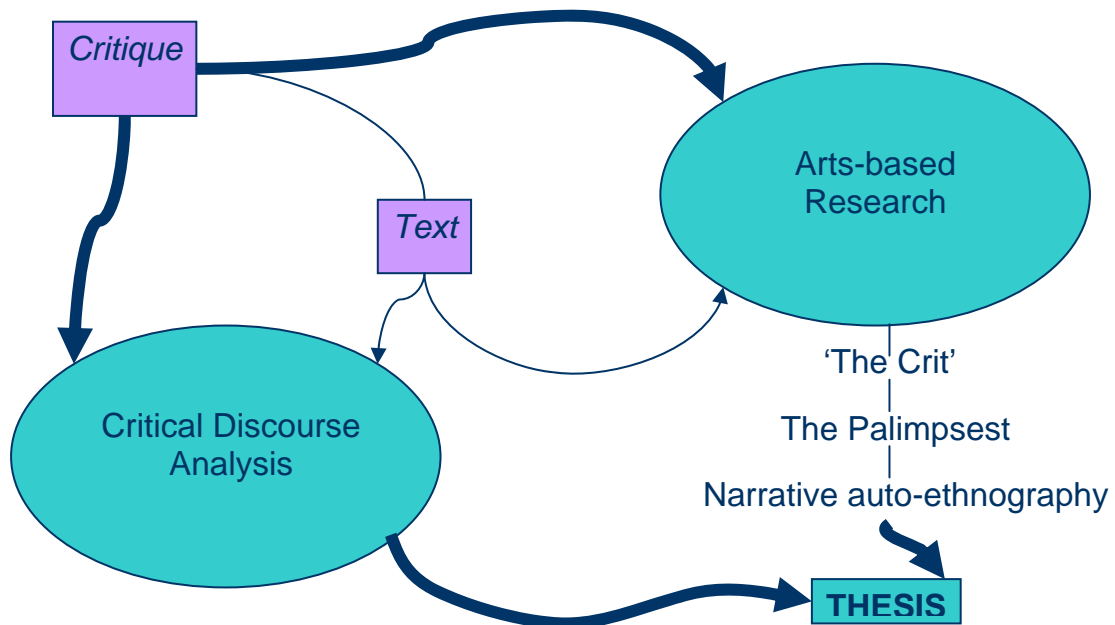 Critique
Arts-based
Research
Text
‘The Crit’
Critical Discourse
Analysis
The Palimpsest
Narrative auto-ethnography
THESIS